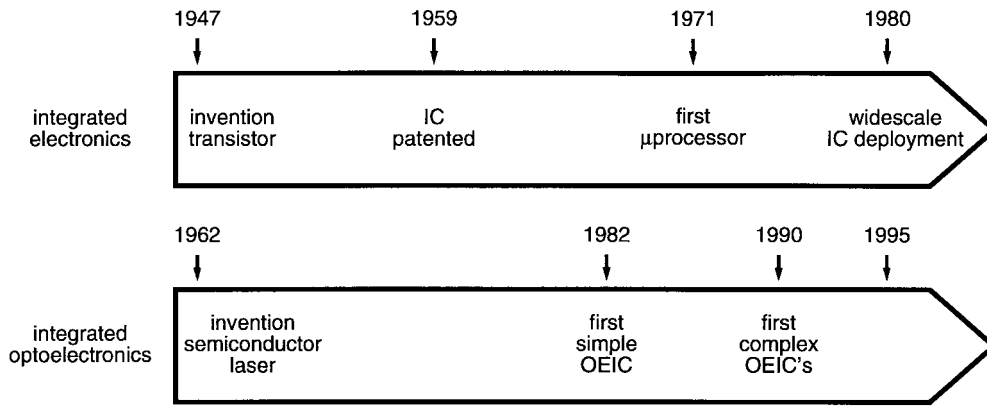 1947 1959 1971 1980
integrated electronics
invention transistor
IC patented
first µprocessor
widescale IC deployment
1962 1982 1990 1995
integrated optoelectronics
invention semiconductor laser
first simple OEIC
first complex OEIC's